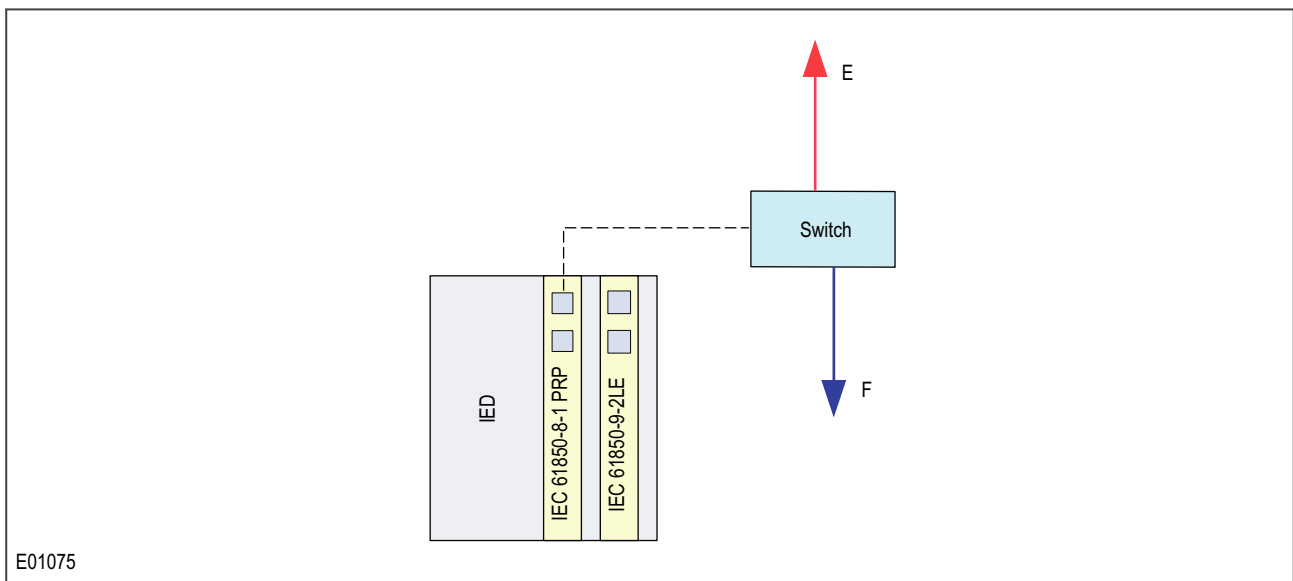 E
Switch
F
IED
IEC 61850-8-1 PRP
IEC 61850-9-2LE
E01075